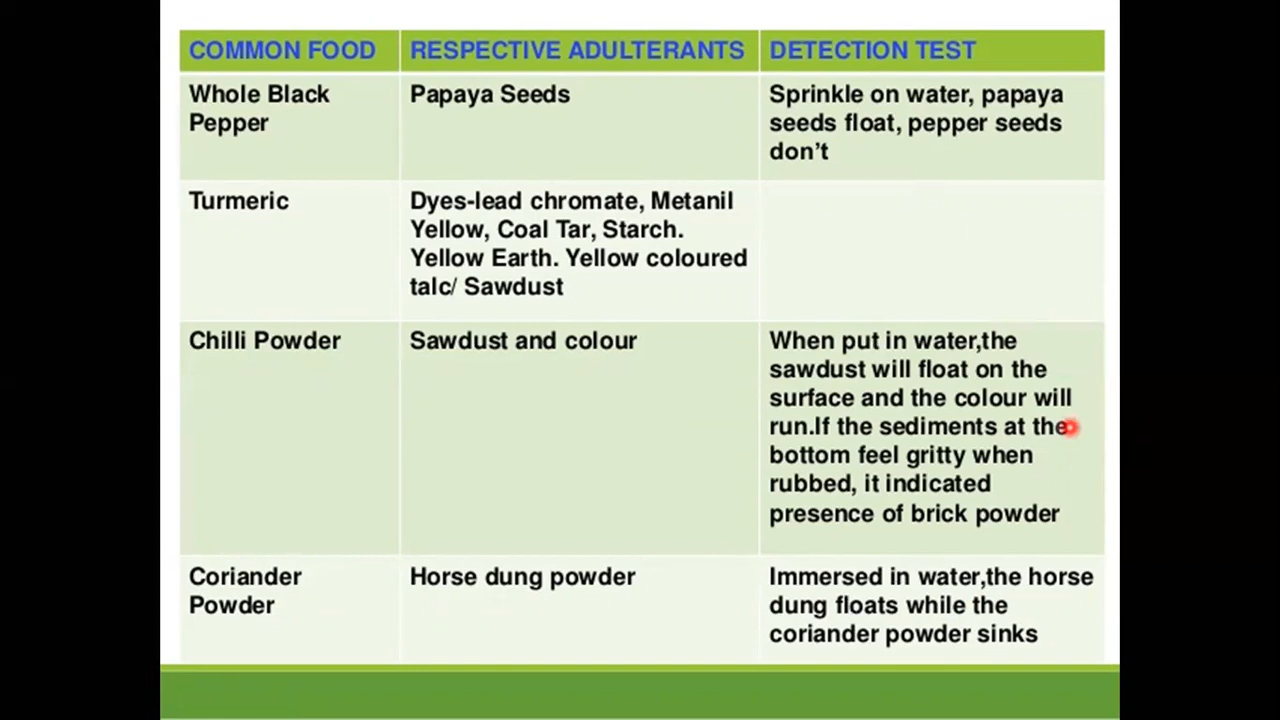 COMMON FOOD RESPECTIVE ADULTERANTS DETECTION TEST
Whole Black
Pepper
Papaya Seeds
Sprinkle on water, papaya
seeds float, pepper seeds
don't
Turmeric
Dyes-lead chromate, Metanil
Yellow, Coal Tar, Starch.
Yellow Earth. Yellow coloured
talc/ Sawdust
Chilli Powder
Sawdust and colour
When put in water,the
sawdust will float on the
surface and the colour will
run.If the sediments at the
bottom feel gritty when
rubbed, it indicated
presence of brick powder
Coriander
Powder
Horse dung powder
Immersed in water,the horse
dung floats while the
coriander powder sinks